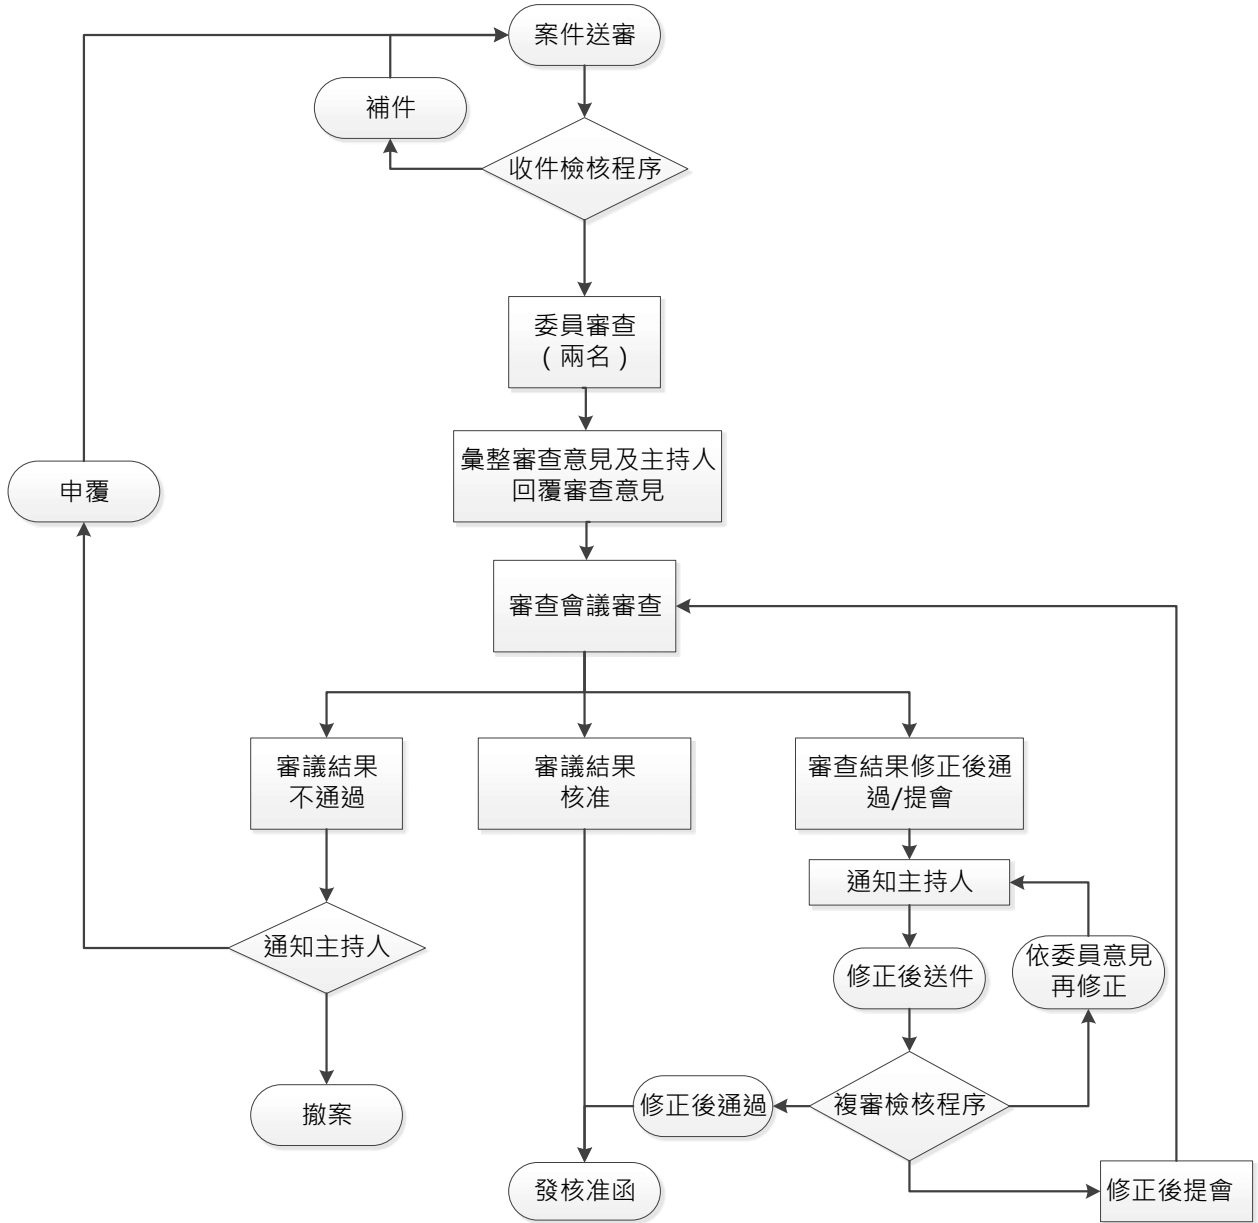 案件送審
補件
收件檢核程序
委員審查
（兩名）
彙整審查意見及主持人
回覆審查意見
申覆
審查會議審查
審議結果
不通過
審議結果
核准
審查結果修正後通
過/提會
通知主持人
通知主持人
修正後送件
依委員意見
再修正
撤案
修正後通過
複審檢核程序
發核准函
修正後提會